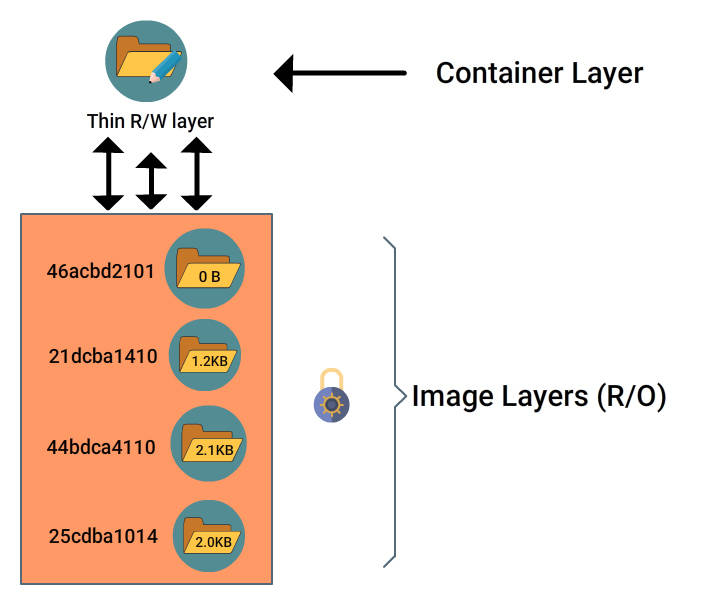 Container Layer
Thin R/W layer
46acbd2101
0 B
21dcba1410
1.2KB
Image Layers (R/O)
44bdca4110
2.1KB
25cdba1014
2.0KB